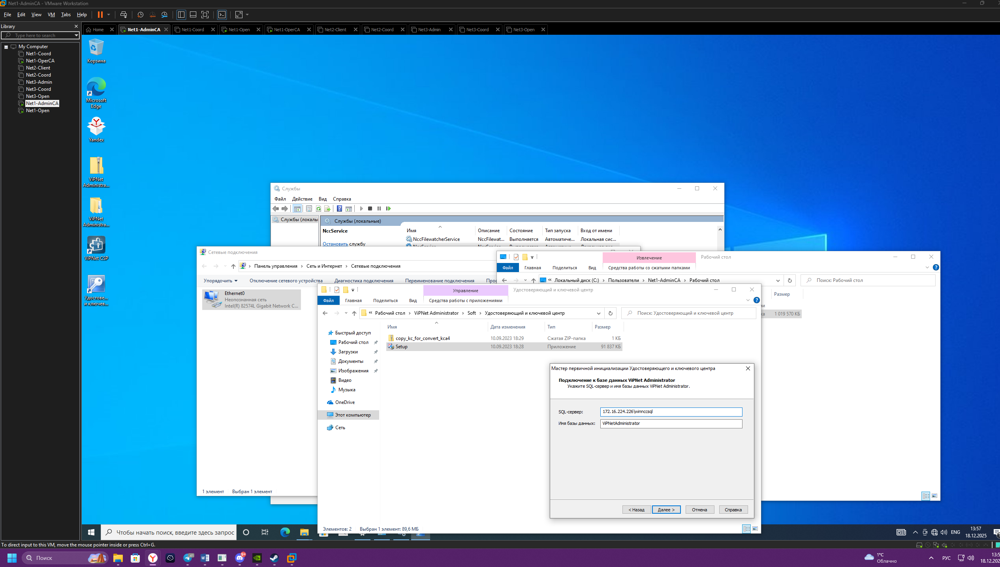 Net1-AdminCA - VMware Workstation
File Edit View VM Tabs Help
Library
Home Net1-AdminCA Net1-Coord Net1-Open Net1-OperCA Net2-Client Net2-Coord Net3-Admin Net3-Coord Net3-Open
Type here to search
My Computer
Net1-Coord
Net1-OperCA
Net2-Client
Net2-Coord
Net3-Admin
Net3-Coord
Net3-Open
Net1-AdminCA
Net1-Open
Корзина
Microsoft
Edge
Yandex
ViPNet
Administra...
ViPNet
Administra...
ViPNet CSP
Удостове...
и ключев...
Службы
Файл Действие Вид Справка
Службы (локаль
Службы (локальные)
NccService
Остановить службу
Имя Описание Состояние Тип запуска Вход от имени
NccFilewatcherService NccFilewat... Выполняется Автоматиче... Локальная сис...
Сетевые подключения
Панель управления Сеть и Интернет Сетевые подключения
Упорядочить Отключение сетевого устройства Диагностика подключения Переименование подключения Прос
Ethernet0
Неопознанная сеть
Intel(R) 82574L Gigabit Network C...
1 элемент Выбран 1 элемент
Извлечение Рабочий стол
Файл Главная Поделиться Вид Средства работы со сжатыми папками
« Локальный диск (C:) Пользователи Net1-AdminCA Рабочий стол
Поиск: Рабочий стол
Размер
1 019 570 КБ
Управление Удостоверяющий и ключевой центр
Файл Главная Поделиться Вид Средства работы с приложениями
« Рабочий стол ViPNet Administrator Soft Удостоверяющий и ключевой центр
Поиск: Удостоверяющий и ключевой центр
Имя Дата изменения Тип Размер
copy_kc_for_convert_kca4 10.09.2023 18:29 Сжатая ZIP-папка 1 КБ
Setup 10.09.2023 18:28 Приложение 91 837 КБ
Быстрый доступ
Рабочий стол
Загрузки
Документы
Изображения
Видео
Музыка
OneDrive
Этот компьютер
Сеть
Элементов: 2 Выбран 1 элемент: 89,6 МБ
Мастер первичной инициализации Удостоверяющего и ключевого центра
Подключение к базе данных ViPNet Administrator
Укажите SQL-сервер и имя базы данных ViPNet Administrator.
SQL-сервер: 172.16.224.226\winnccsql
Имя базы данных: ViPNetAdministrator
< Назад Далее > Отмена Справка
Чтобы начать поиск, введите здесь запрос
ENG
13:57
18.12.2025
To direct input to this VM, move the mouse pointer inside or press Ctrl+G.
Поиск
41
9+
1°C
Облачно
РУС
13:5
18.12.202